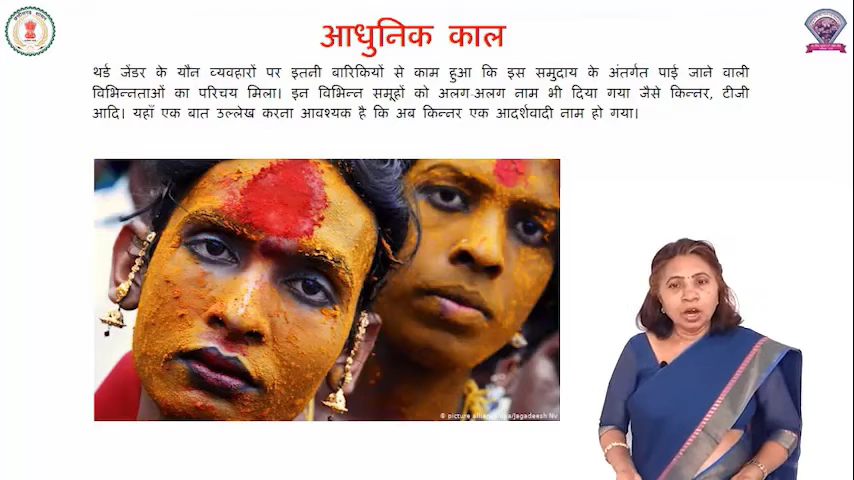 आधुनिक काल
थर्ड जेंडर के यौन व्यवहारों पर इतनी बारिकियों से काम हुआ कि इस समुदाय के अंतर्गत पाई जाने वाली
विभिन्नताओं का परिचय मिला। इन विभिन्न समूहों को अलग-अलग नाम भी दिया गया जैसे किन्नर, टीजी
आदि। यहाँ एक बात उल्लेख करना आवश्यक है कि अब किन्नर एक आदर्शवादी नाम हो गया।
© picture